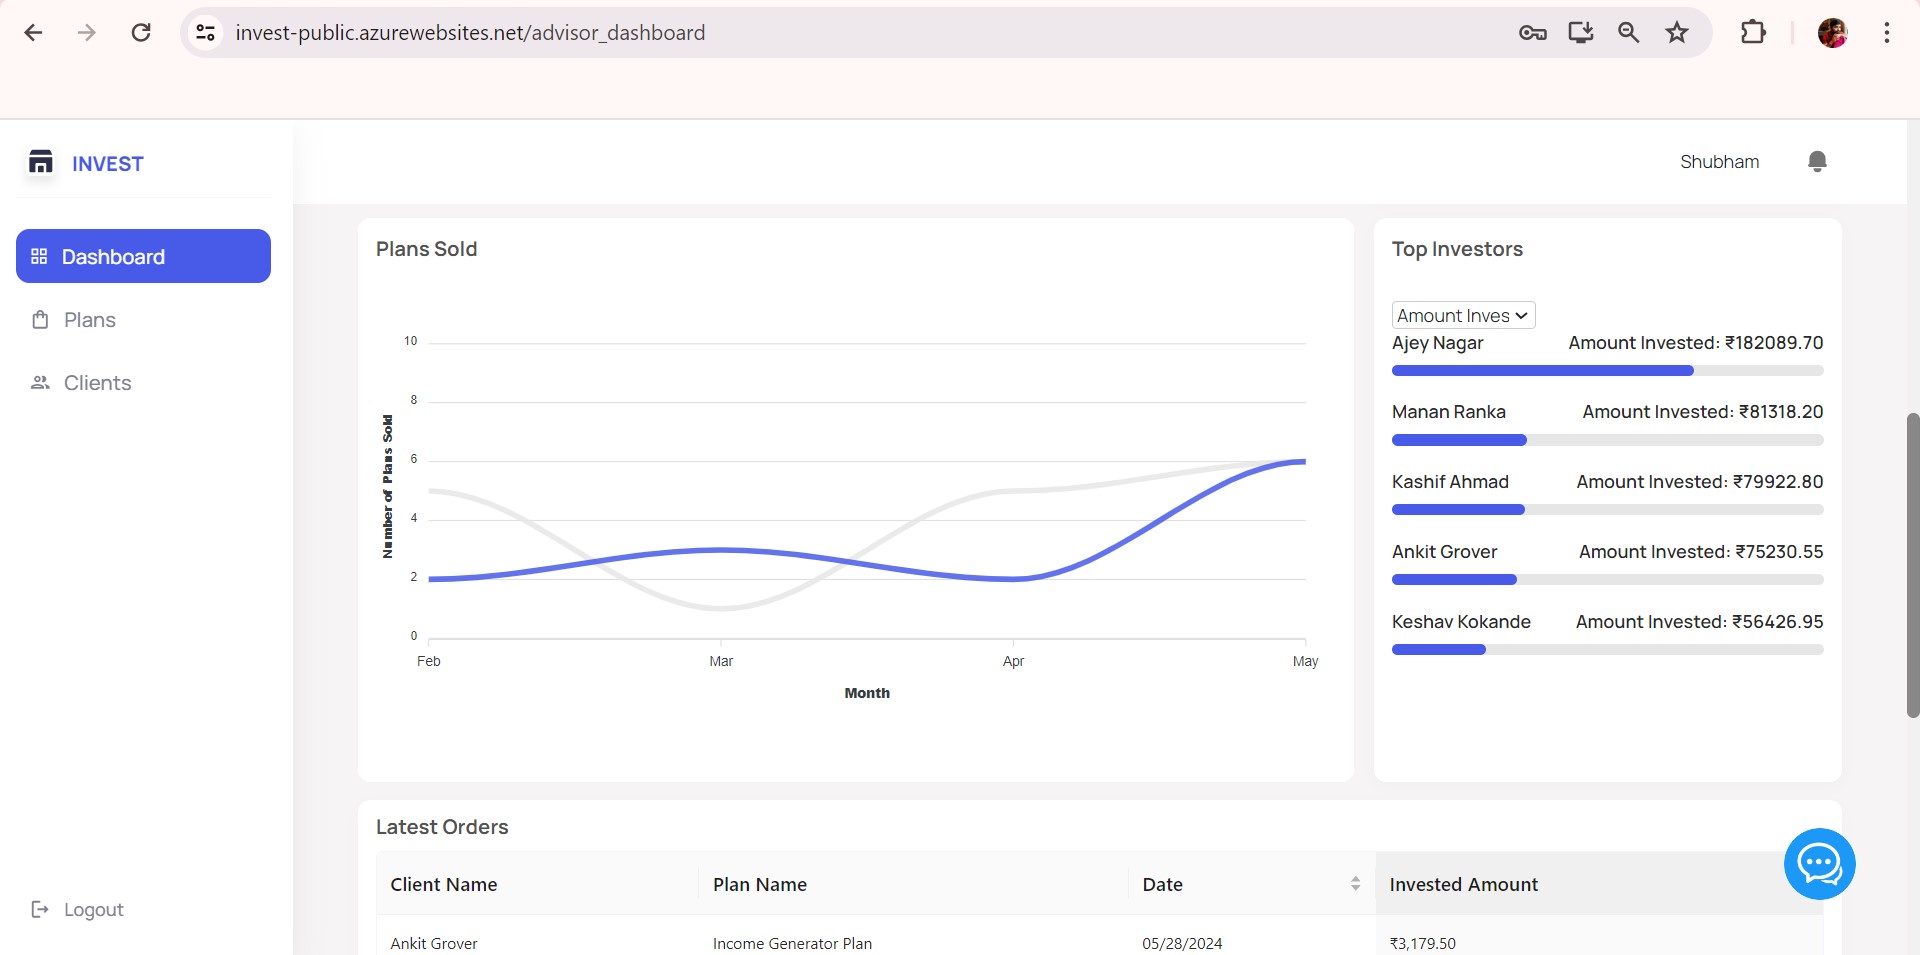 invest-public.azurewebsites.net/advisor_dashboard
INVEST
Shubham
Dashboard
Plans
Clients
Logout
Plans Sold
10
8
6
4
2
0
Number of Plans Sold
Feb Mar Apr May
Month
Top Investors
Amount Inves
Ajey Nagar Amount Invested: ₹182089.70
Manan Ranka Amount Invested: ₹81318.20
Kashif Ahmad Amount Invested: ₹79922.80
Ankit Grover Amount Invested: ₹75230.55
Keshav Kokande Amount Invested: ₹56426.95
Latest Orders
Client Name Plan Name Date Invested Amount
Ankit Grover Income Generator Plan 05/28/2024 ₹3,179.50